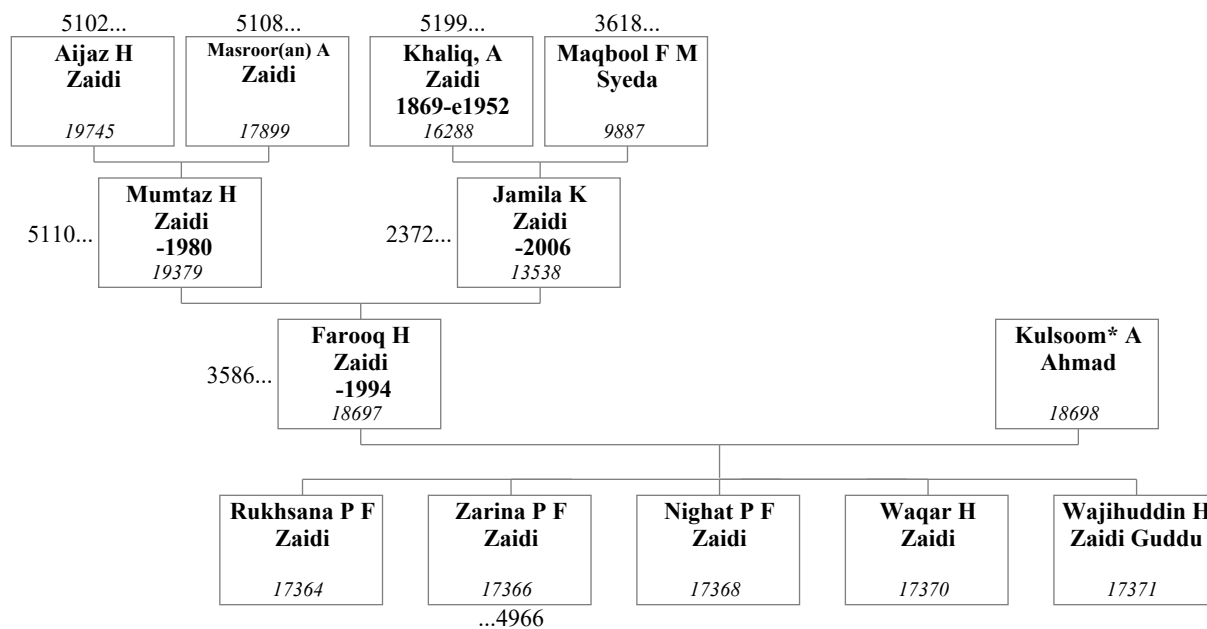 5102...
5108...
5199...
3618...
Aijaz H
Zaidi
19745
Masroor(an) A
Zaidi
17899
Khaliq, A
Zaidi
1869-e1952
16288
Maqbool F M
Syeda
9887
5110...
Mumtaz H
Zaidi
-1980
19379
2372...
Jamila K
Zaidi
-2006
13538
3586...
Farooq H
Zaidi
-1994
18697
Kulsoom* A
Ahmad
18698
Rukhsana P F
Zaidi
17364
Zarina P F
Zaidi
17366
...4966
Nighat P F
Zaidi
17368
Waqar H
Zaidi
17370
Wajihuddin H
Zaidi Guddu
17371